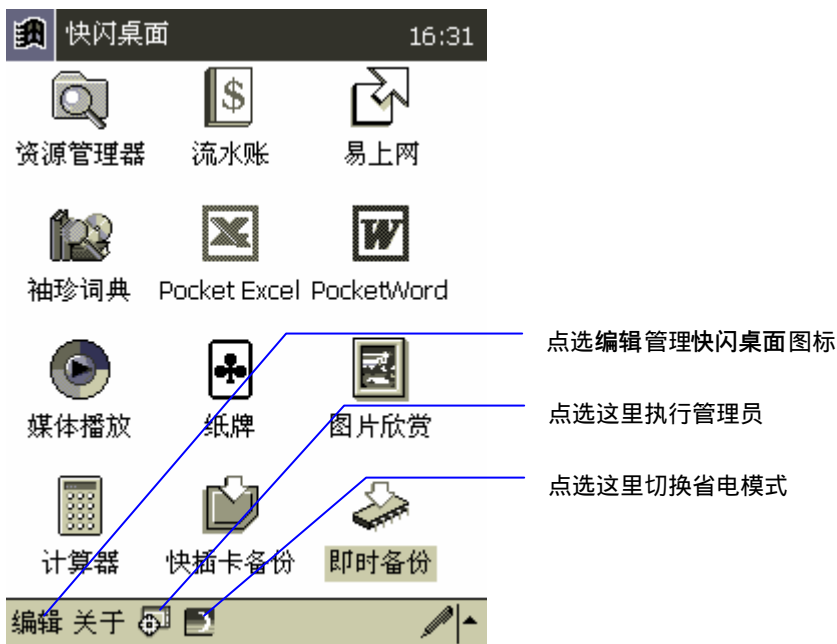 快闪桌面 16:31
资源管理器 流水账 易上网
袖珍词典 Pocket Excel PocketWord
点选编辑管理快闪桌面图标
媒体播放 纸牌 图片欣赏
点选这里执行管理员
点选这里切换省电模式
计算器 快插卡备份 即时备份
编辑 关于